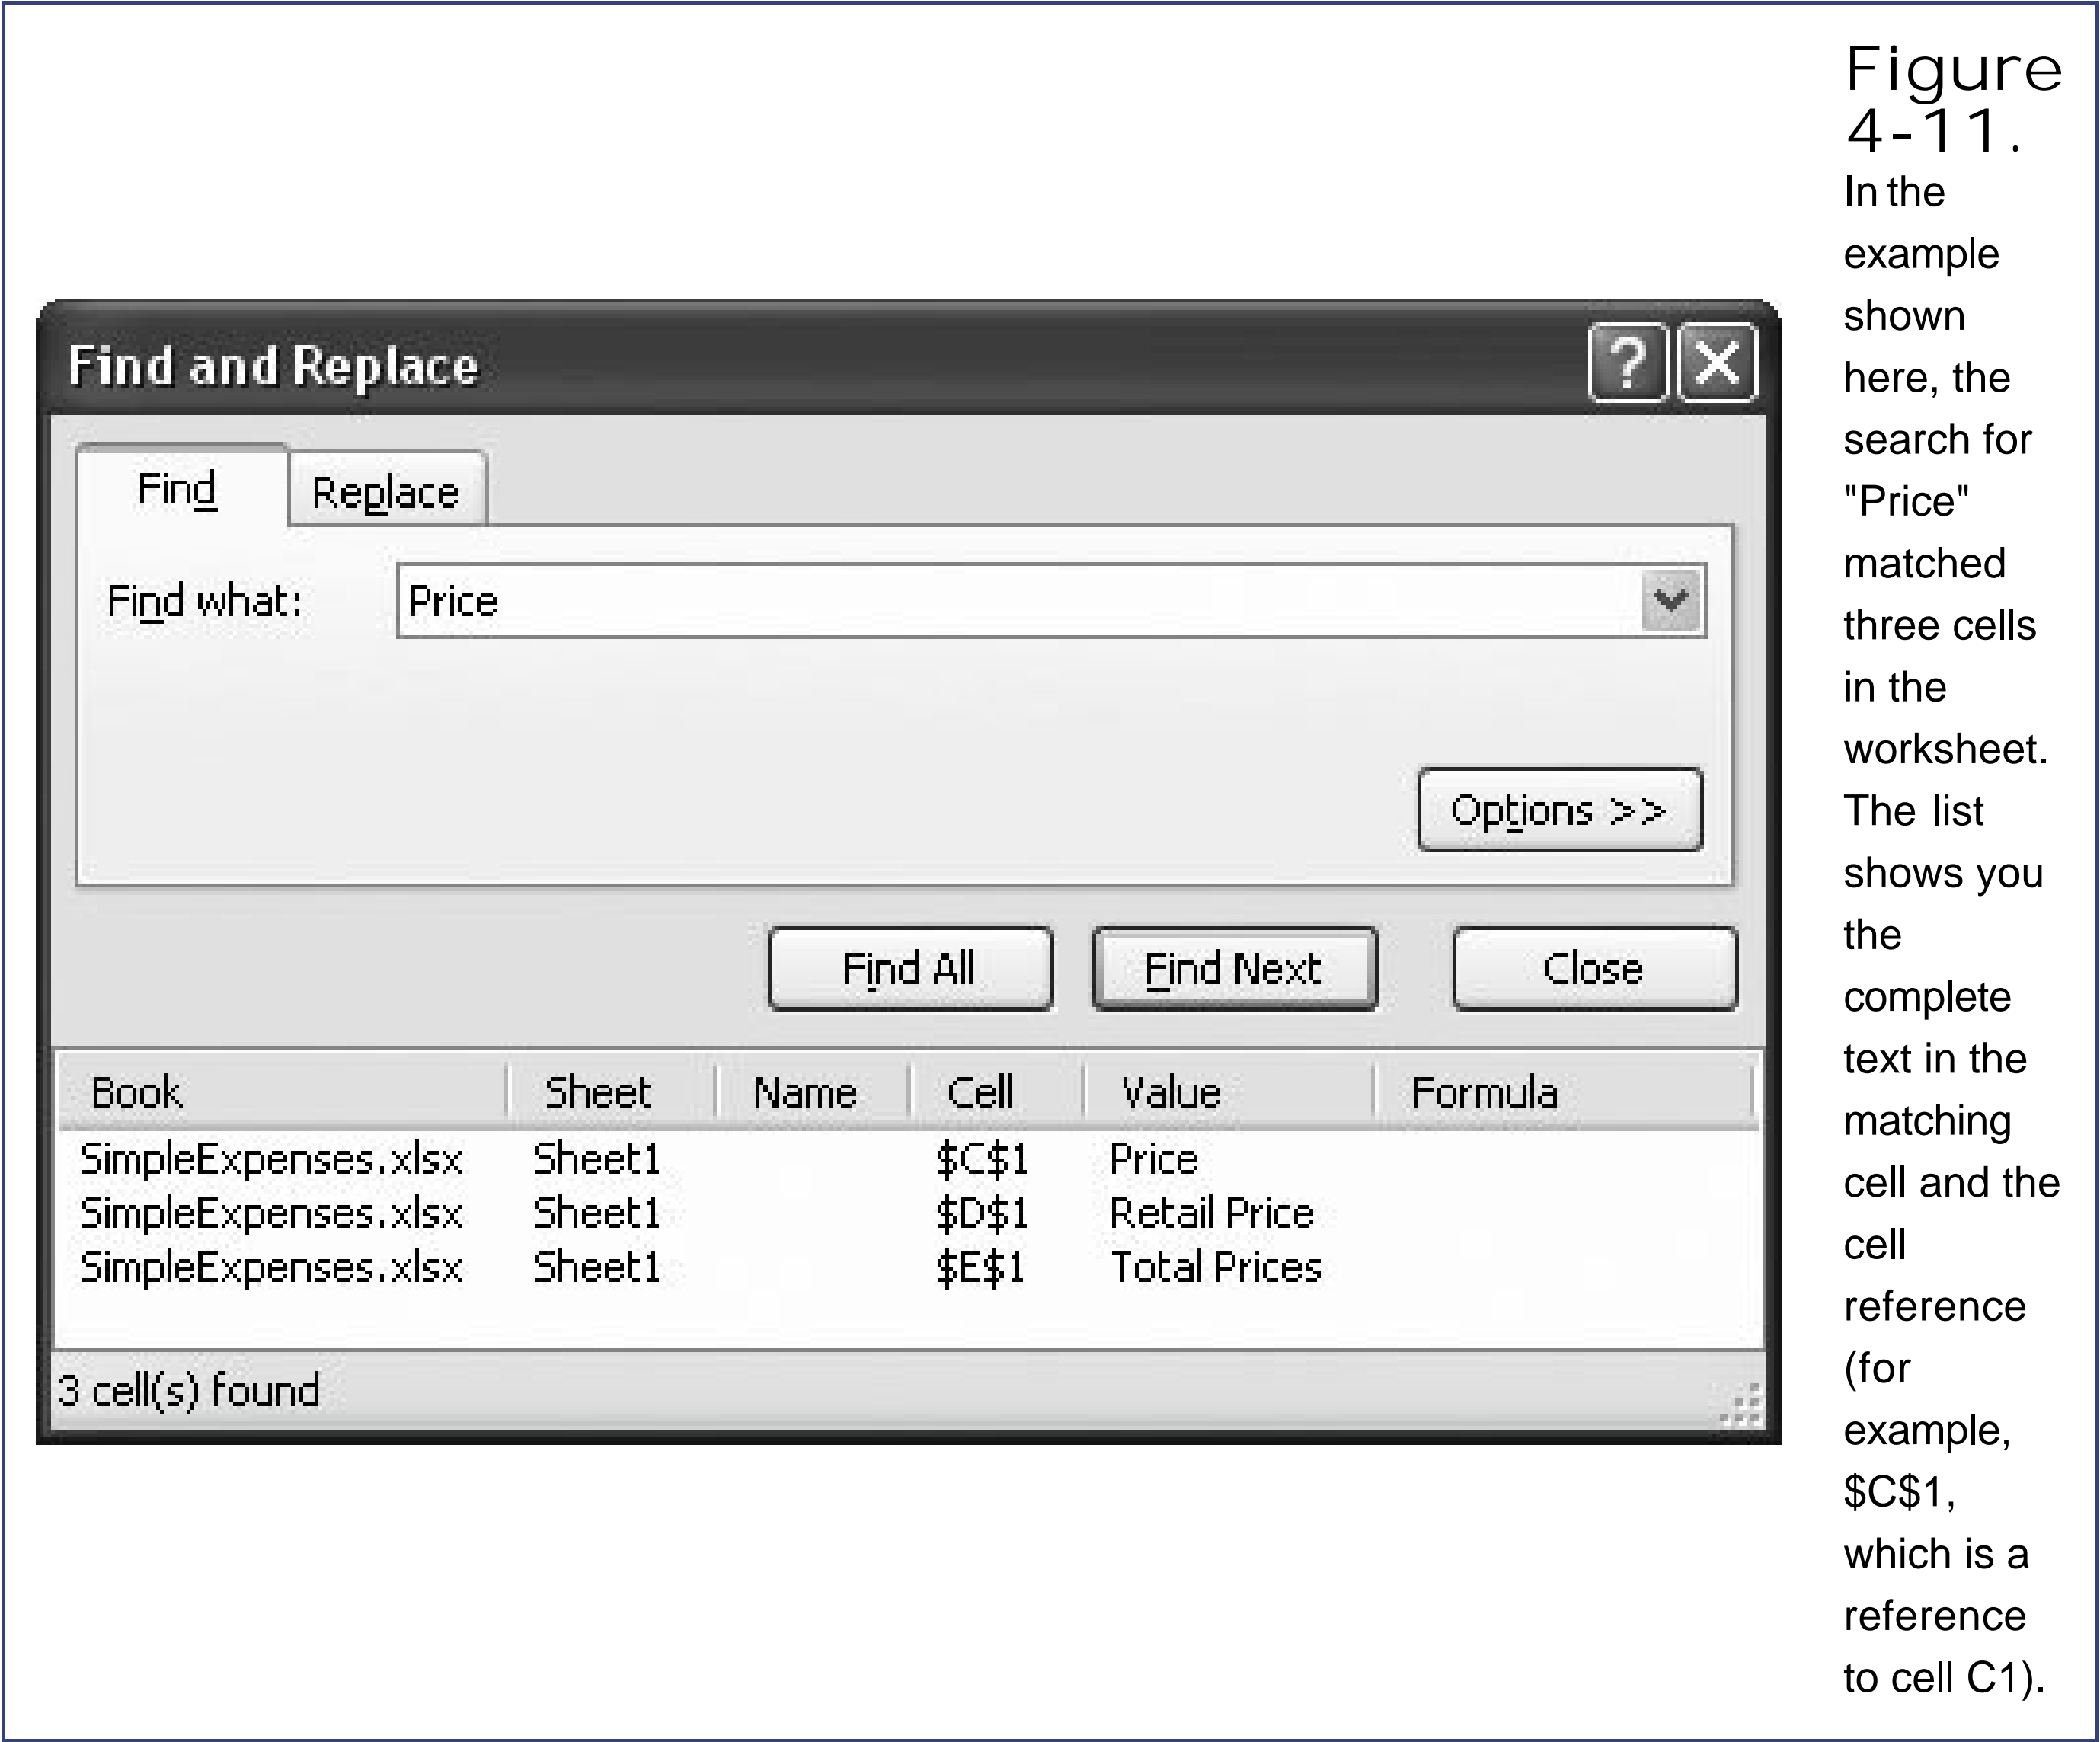 Find and Replace
Find Replace
Find what: Price
Options >>
Find All Find Next Close
Book Sheet Name Cell Value Formula
SimpleExpenses.xlsx Sheet1 $C$1 Price
SimpleExpenses.xlsx Sheet1 $D$1 Retail Price
SimpleExpenses.xlsx Sheet1 $E$1 Total Prices
3 cell(s) found
Figure
4-11.
In the
example
shown
here, the
search for
"Price"
matched
three cells
in the
worksheet.
The list
shows you
the
complete
text in the
matching
cell and the
cell
reference
(for
example,
$C$1,
which is a
reference
to cell C1).